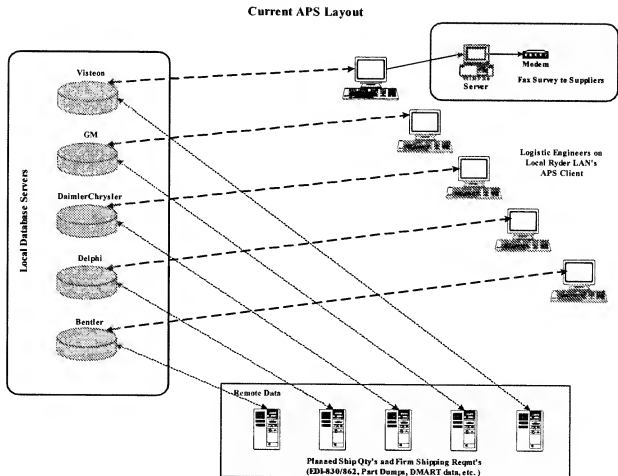 Current APS Layout
Visteon
GM
DaimlerChrysler
Delphi
Bentler
Local Database Servers
Modem
Server
Fax Survey to Suppliers
Logistic Engineers on
Local Ryder LAN's
APS Client
Remote Data
Planned Ship Qty's and Firm Shipping Reqmt's
(EDI-830/862, Part Dumps, DMART data, etc. )